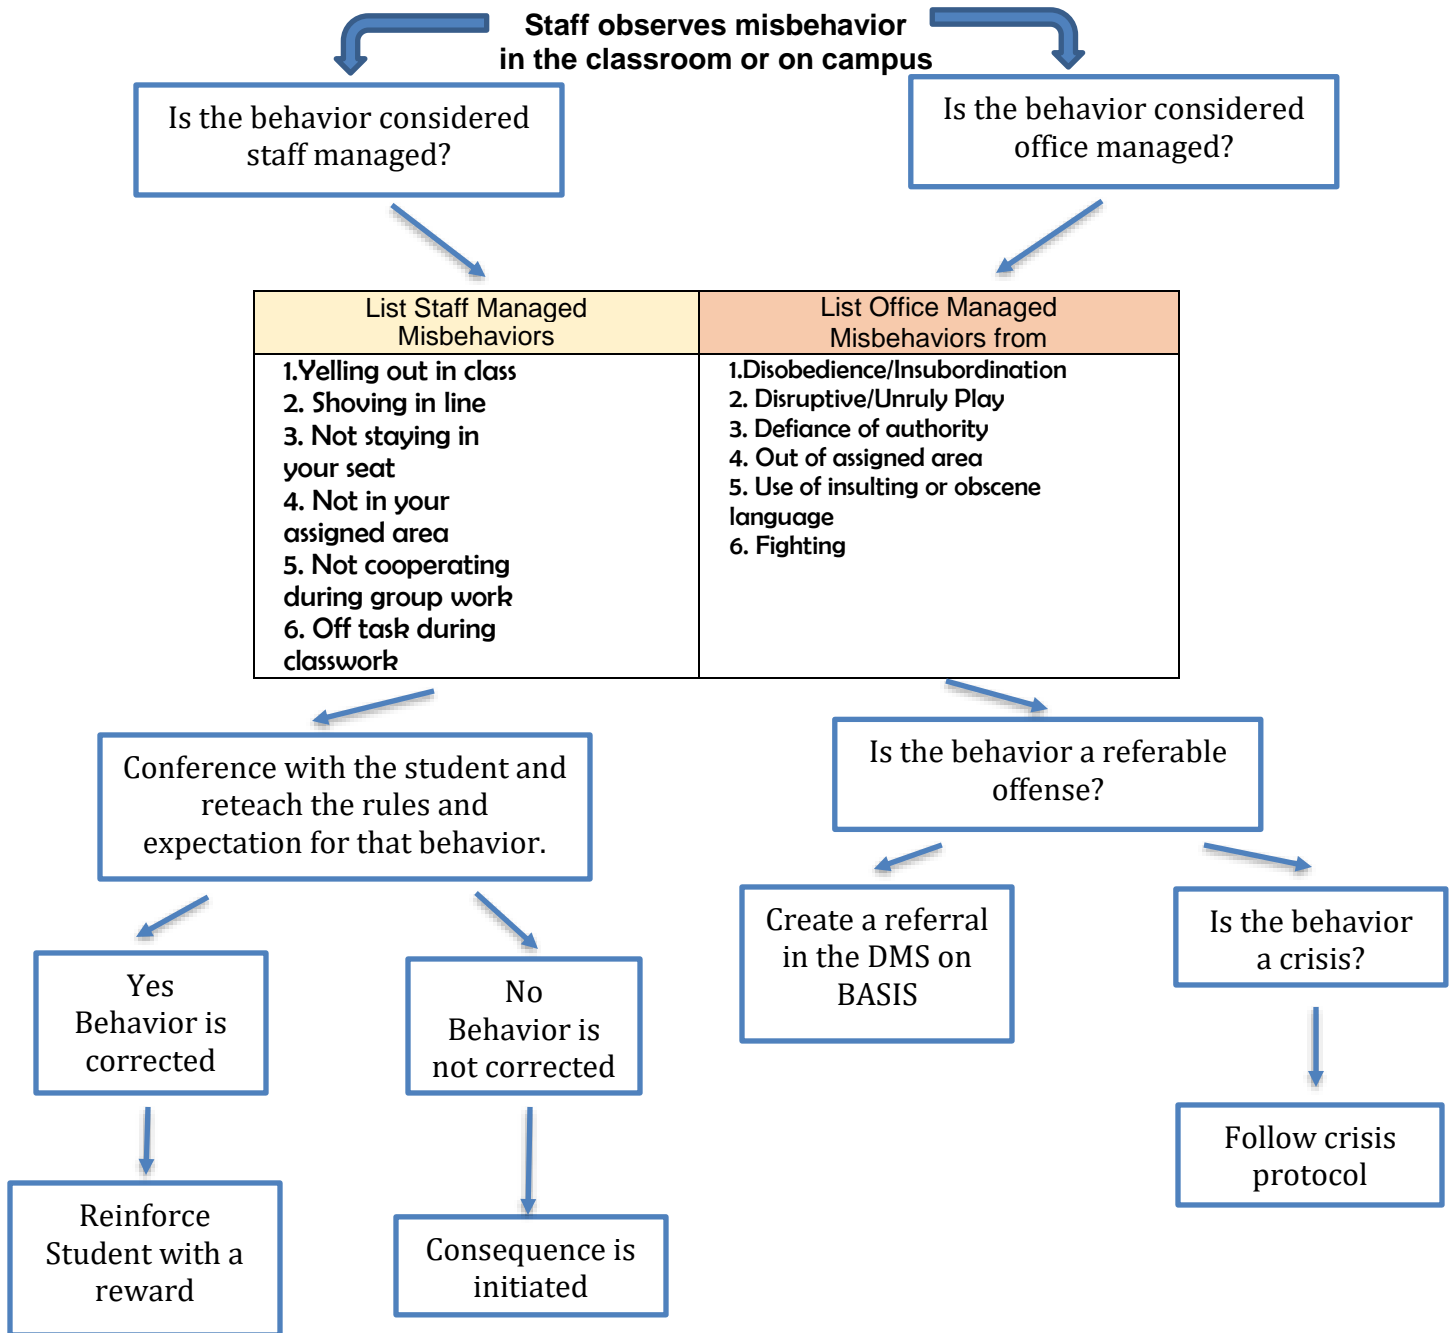 Staff observes misbehavior
in the classroom or on campus
Is the behavior considered
staff managed?
Is the behavior considered
office managed?
List Staff Managed
Misbehaviors
List Office Managed
Misbehaviors from
1.Yelling out in class
2. Shoving in line
3. Not staying in
your seat
4. Not in your
assigned area
5. Not cooperating
during group work
6. Off task during
classwork
1.Disobedience/Insubordination
2. Disruptive/Unruly Play
3. Defiance of authority
4. Out of assigned area
5. Use of insulting or obscene
language
6. Fighting
Conference with the student and
reteach the rules and
expectation for that behavior.
Is the behavior a referable
offense?
Yes
Behavior is
corrected
No
Behavior is
not corrected
Create a referral
in the DMS on
BASIS
Is the behavior
a crisis?
Reinforce
Student with a
reward
Consequence is
initiated
Follow crisis
protocol